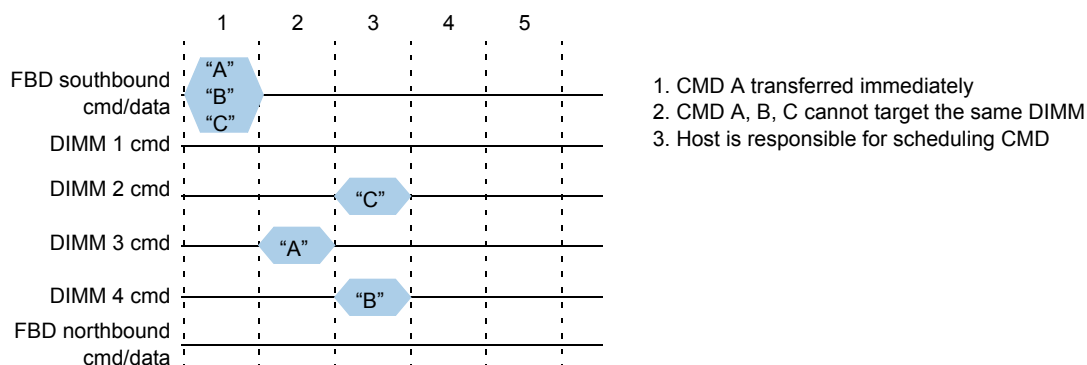 1 2 3 4 5
FBD southbound
cmd/data
“A”
“B”
“C”
DIMM 1 cmd
DIMM 2 cmd
“C”
DIMM 3 cmd
“A”
DIMM 4 cmd
“B”
FBD northbound
cmd/data
1. CMD A transferred immediately
2. CMD A, B, C cannot target the same DIMM
3. Host is responsible for scheduling CMD